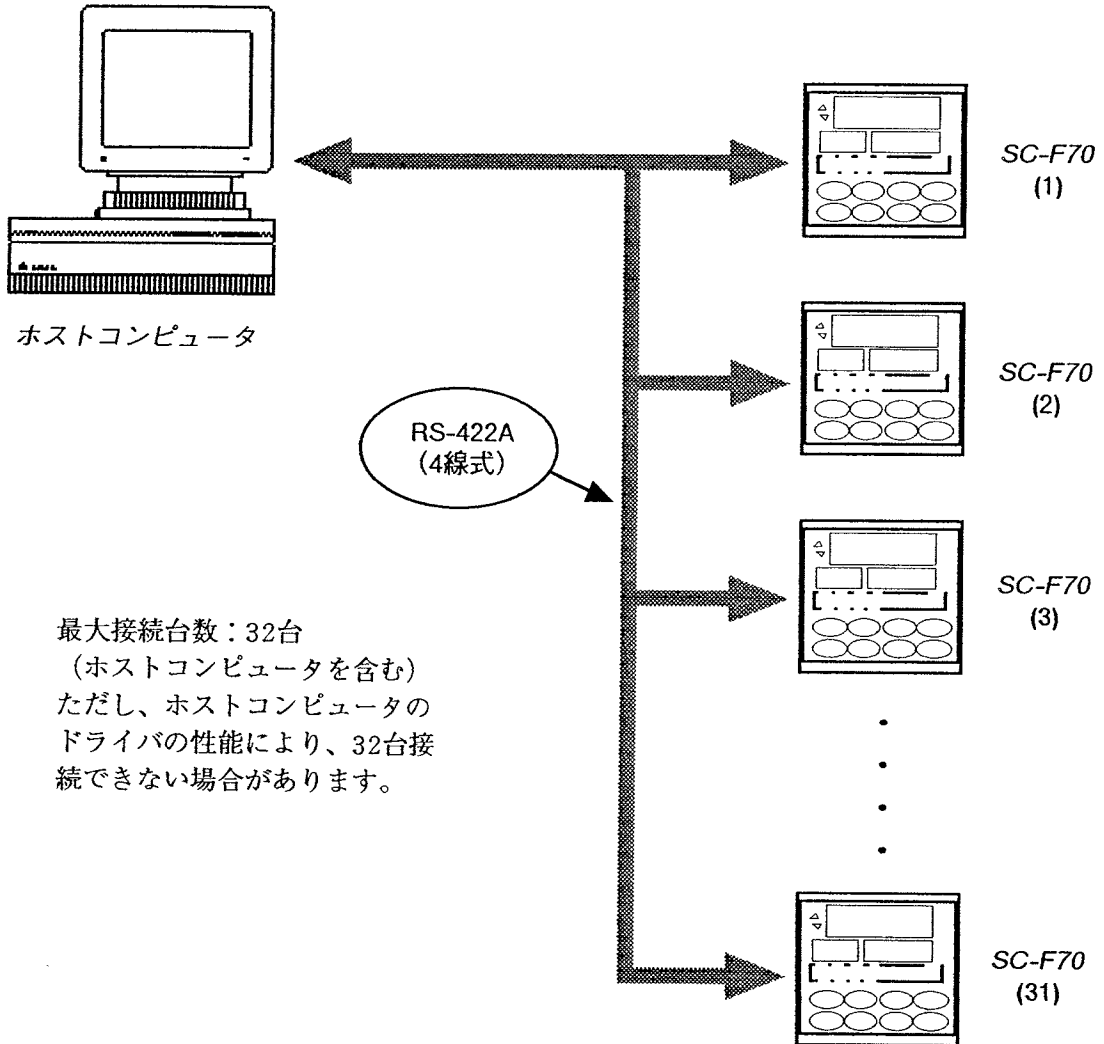 ホストコンピュータ
SC-F70
(1)
SC-F70
(2)
RS-422A
(4線式)
SC-F70
(3)
最大接続台数：32台
（ホストコンピュータを含む）
ただし、ホストコンピュータの
ドライバの性能により、32台接
続できない場合があります。
SC-F70
(31)